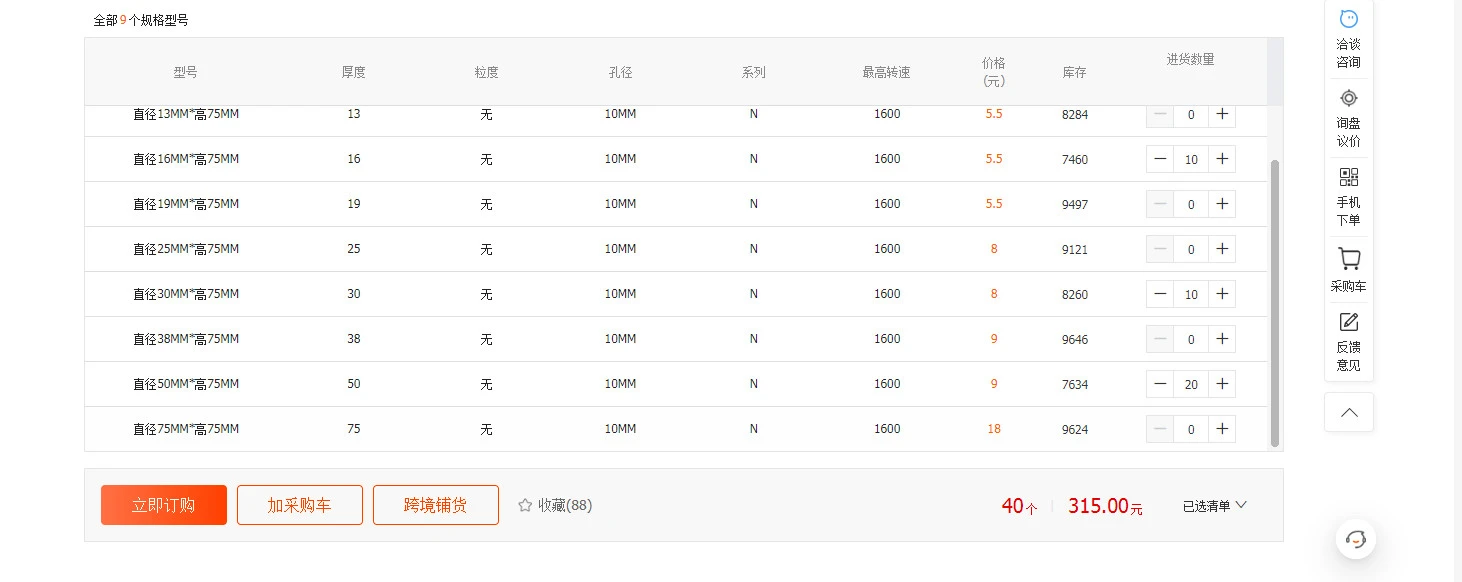 全部9个规格型号
型号 厚度 粒度 孔径 系列 最高转速 价格(元) 库存 进货数量
直径13MM*高75MM 13 无 10MM N 1600 5.5 8284 0
直径16MM*高75MM 16 无 10MM N 1600 5.5 7460 10
直径19MM*高75MM 19 无 10MM N 1600 5.5 9497 0
直径25MM*高75MM 25 无 10MM N 1600 8 9121 0
直径30MM*高75MM 30 无 10MM N 1600 8 8260 10
直径38MM*高75MM 38 无 10MM N 1600 9 9646 0
直径50MM*高75MM 50 无 10MM N 1600 9 7634 20
直径75MM*高75MM 75 无 10MM N 1600 18 9624 0
立即订购 加采购车 跨境铺货 收藏(88) 40个 315.00元 已选清单
洽谈
咨询
询盘
议价
手机
下单
采购车
反馈
意见